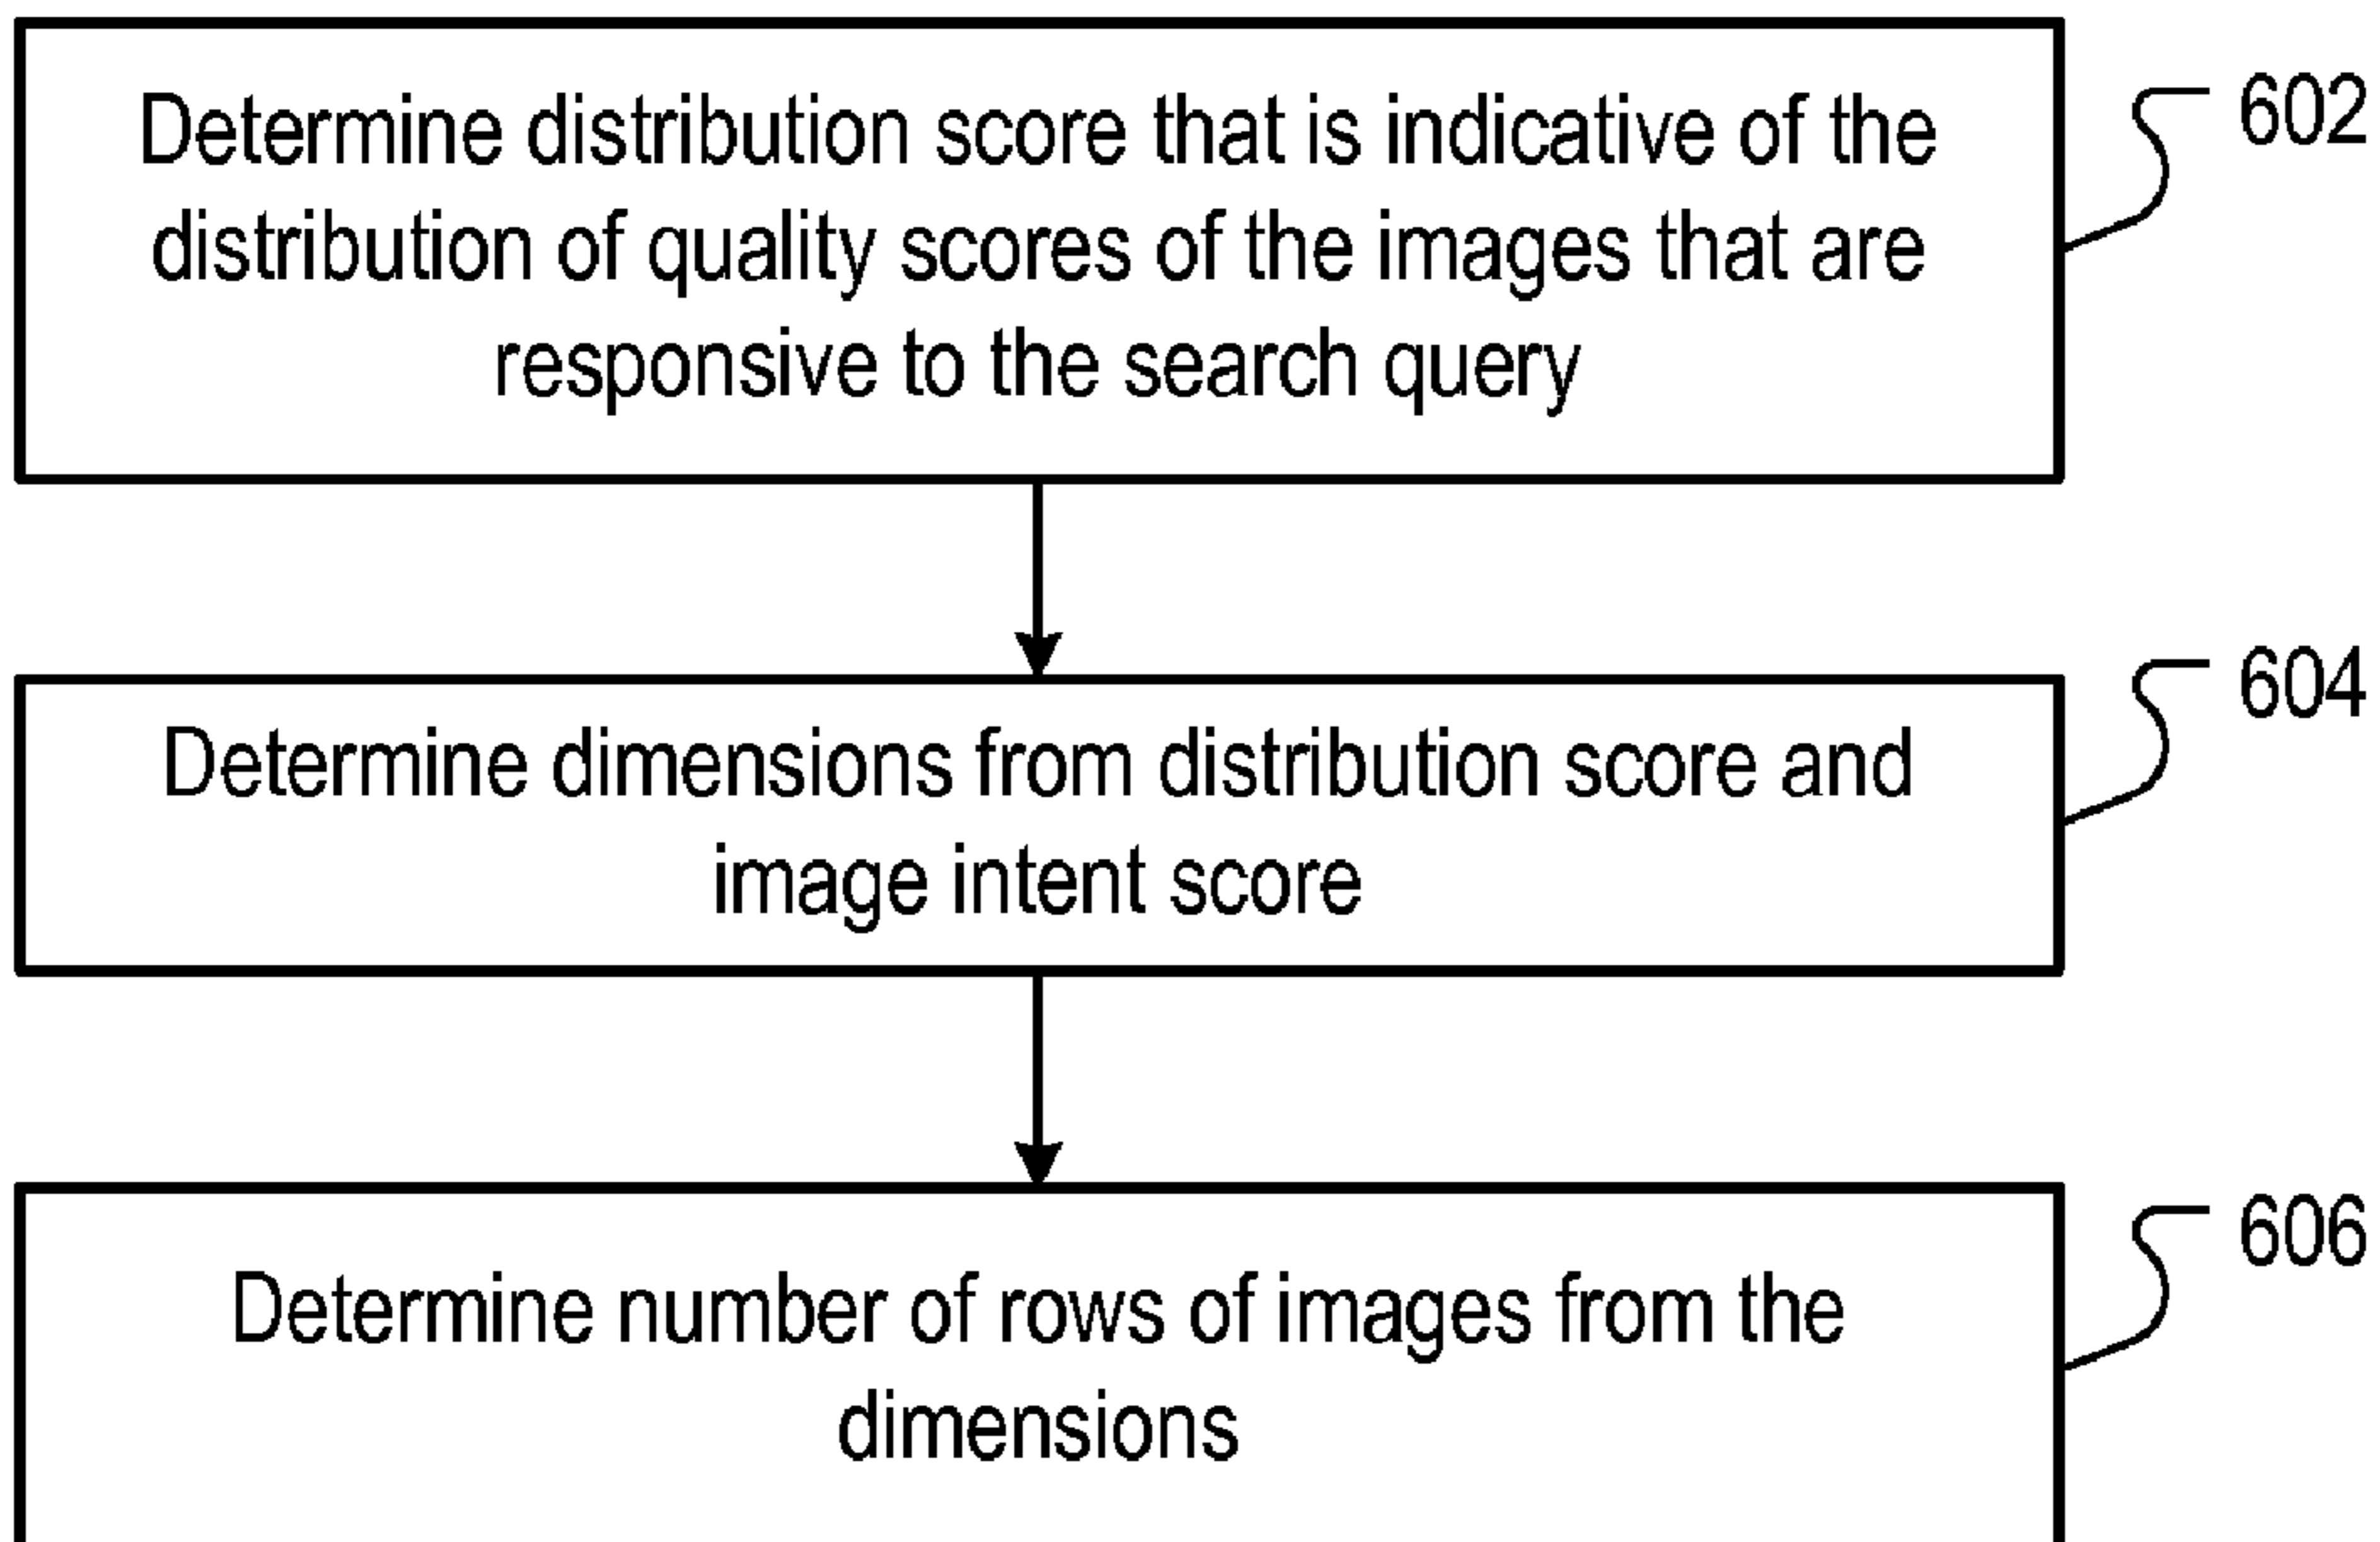 Determine distribution score that is indicative of the
distribution of quality scores of the images that are
responsive to the search query
602
Determine dimensions from distribution score and
image intent score
604
Determine number of rows of images from the
dimensions
606